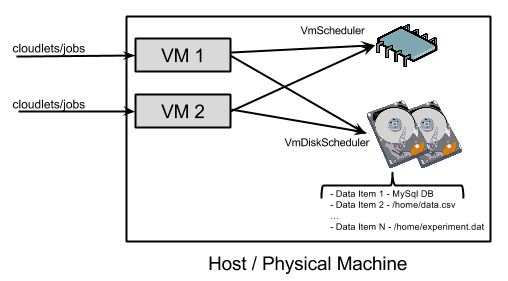 VmScheduler
cloudlets/jobs
VM 1
cloudlets/jobs
VM 2
VmDiskScheduler
- Data Item 1 - MySql DB
- Data Item 2 - /home/data.csv
...
- Data Item N - /home/experiment.dat
Host / Physical Machine